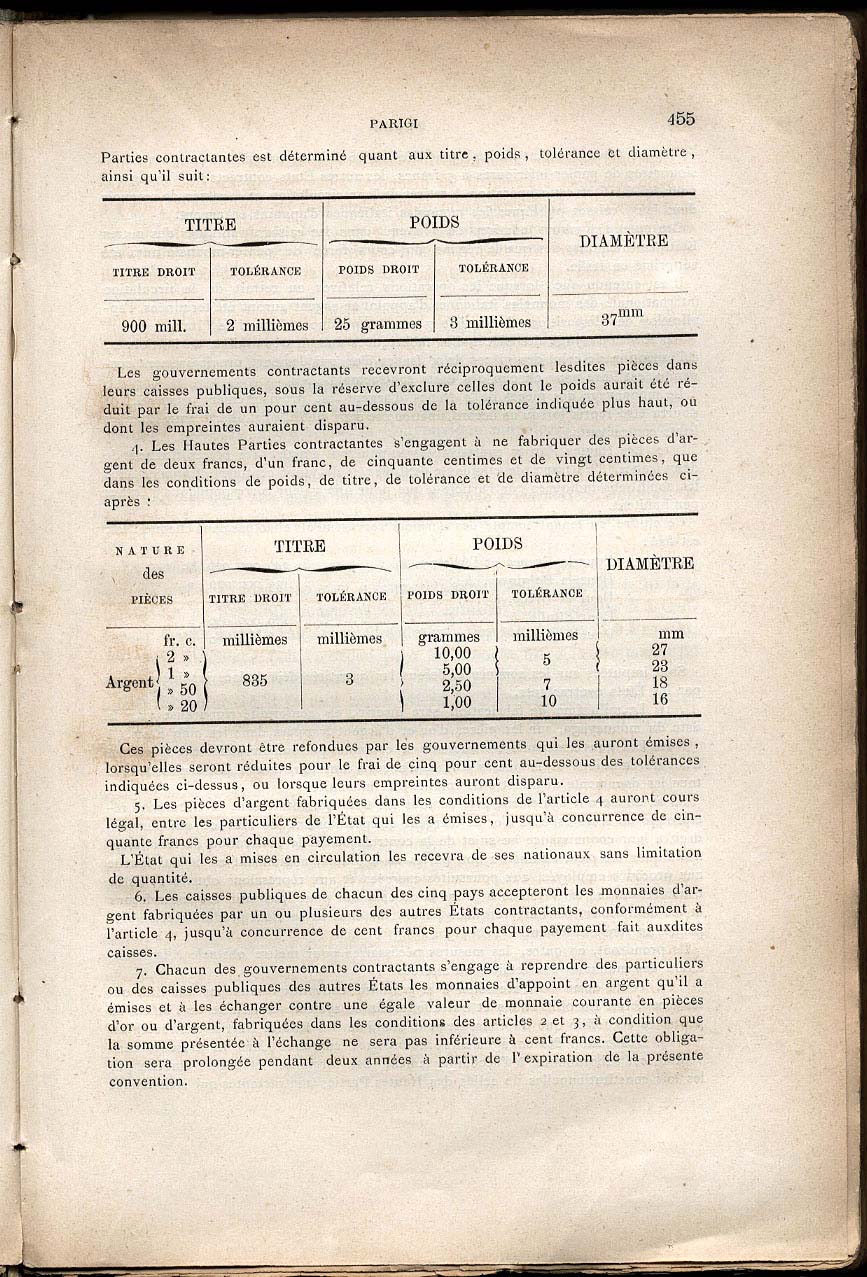 PARIGI 455
Parties contractantes est déterminé quant aux titre, poids, tolérance et diamètre,
ainsi qu'il suit:
TITRE POIDS DIAMÈTRE
TITRE DROIT TOLÉRANCE POIDS DROIT TOLÉRANCE
900 mill. 2 millièmes 25 grammes 3 millièmes 37mm
Les gouvernements contractants recevront réciproquement lesdites pièces dans
leurs caisses publiques, sous la réserve d'exclure celles dont le poids aurait été ré-
duit par le frai de un pour cent au-dessous de la tolérance indiquée plus haut, ou
dont les empreintes auraient disparu.
4. Les Hautes Parties contractantes s'engagent à ne fabriquer des pièces d'ar-
gent de deux francs, d'un franc, de cinquante centimes et de vingt centimes, que
dans les conditions de poids, de titre, de tolérance et de diamètre déterminées ci-
après :
NATURE TITRE POIDS DIAMÈTRE
des
PIÈCES TITRE DROIT TOLÉRANCE POIDS DROIT TOLÉRANCE
fr. c. millièmes millièmes grammes millièmes mm
2 » 10,00 5 27
Argent 1 » 835 3 5,00 23
» 50 2,50 7 18
» 20 1,00 10 16
Ces pièces devront être refondues par les gouvernements qui les auront émises,
lorsqu'elles seront réduites pour le frai de cinq pour cent au-dessous des tolérances
indiquées ci-dessus, ou lorsque leurs empreintes auront disparu.
5. Les pièces d'argent fabriquées dans les conditions de l'article 4 auront cours
légal, entre les particuliers de l'État qui les a émises, jusqu'à concurrence de cin-
quante francs pour chaque payement.
L'État qui les a mises en circulation les recevra de ses nationaux sans limitation
de quantité.
6. Les caisses publiques de chacun des cinq pays accepteront les monnaies d'ar-
gent fabriquées par un ou plusieurs des autres États contractants, conformément à
l'article 4, jusqu'à concurrence de cent francs pour chaque payement fait auxdites
caisses.
7. Chacun des gouvernements contractants s'engage à reprendre des particuliers
ou des caisses publiques des autres États les monnaies d'appoint en argent qu'il a
émises et à les échanger contre une égale valeur de monnaie courante en pièces
d'or ou d'argent, fabriquées dans les conditions des articles 2 et 3, à condition que
la somme présentée à l'échange ne sera pas inférieure à cent francs. Cette obliga-
tion sera prolongée pendant deux années à partir de l'expiration de la présente
convention.